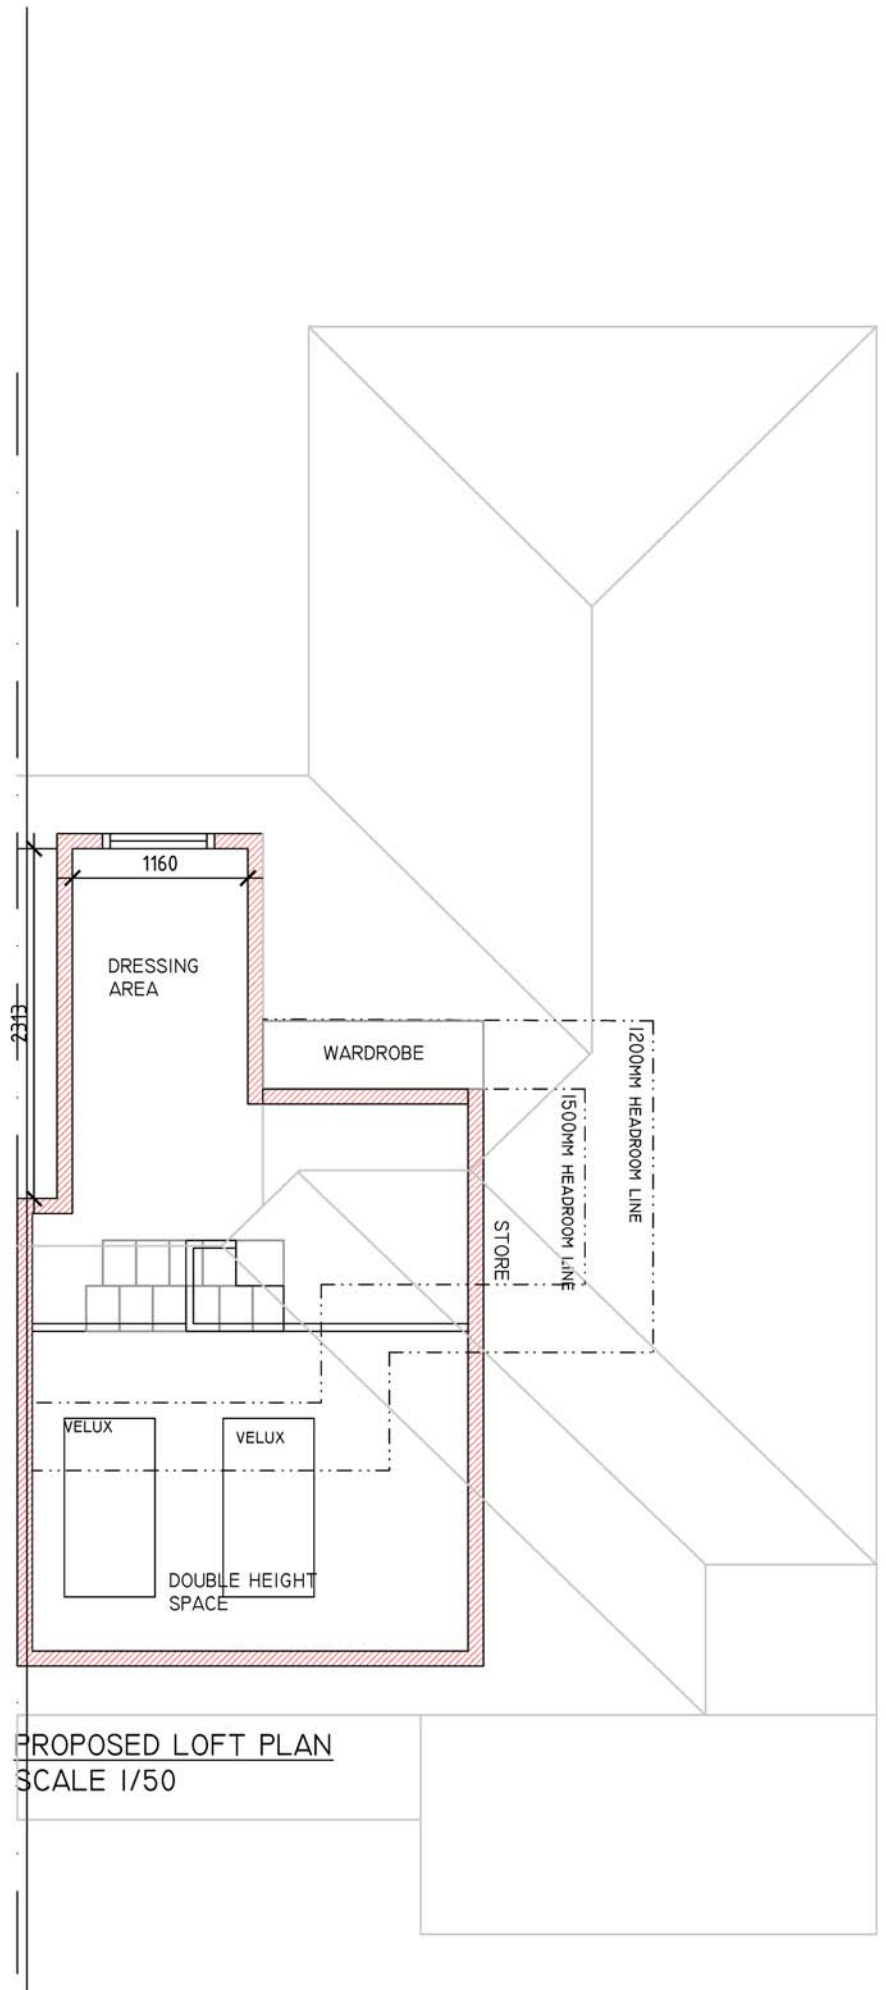 1160
DRESSING
AREA
2313
WARDROBE
1200MM HEADROOM LINE
1500MM HEADROOM LINE
STORE
VELUX
VELUX
DOUBLE HEIGHT
SPACE
PROPOSED LOFT PLAN
SCALE 1/50